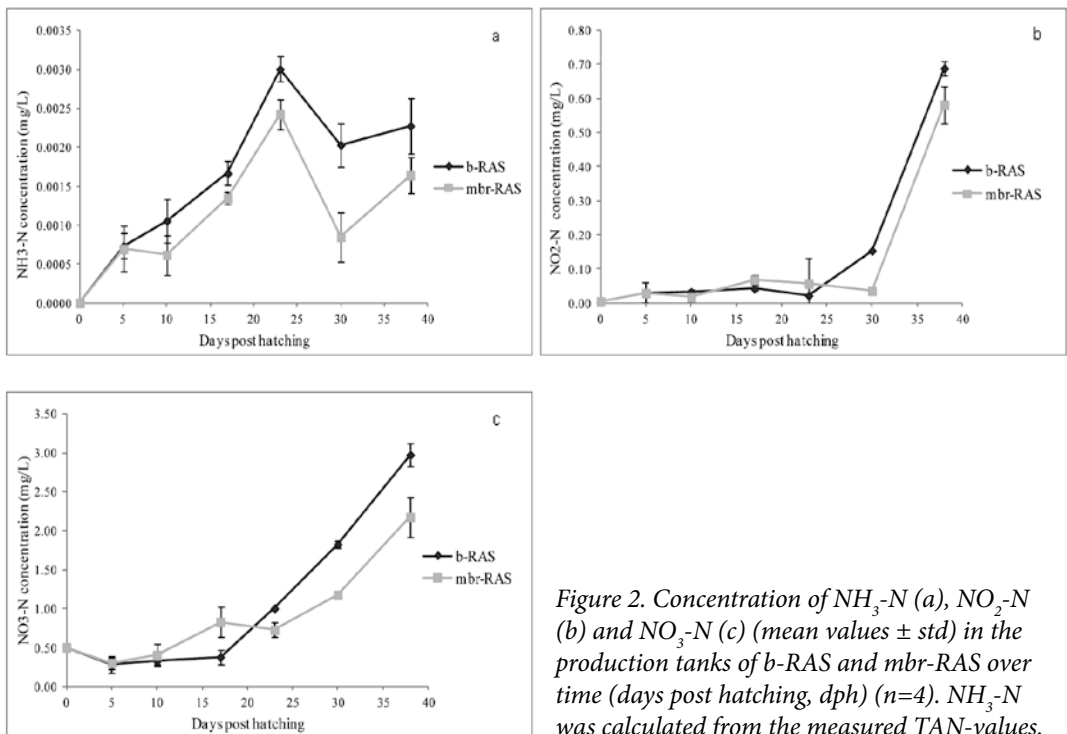 a
0.0035
0.0030
0.0025
0.0020
0.0015
0.0010
0.0005
0.0000
NH3-N concentration (mg/L)
0 5 10 15 20 25 30 35 40
Days post hatching
b-RAS
mbr-RAS
b
0.80
0.70
0.60
0.50
0.40
0.30
0.20
0.10
0.00
NO2-N concentration (mg/L)
0 5 10 15 20 25 30 35 40
Days post hatching
b-RAS
mbr-RAS
c
3.50
3.00
2.50
2.00
1.50
1.00
0.50
0.00
NO3-N concentration (mg/L)
0 5 10 15 20 25 30 35 40
Days post hatching
b-RAS
mbr-RAS
Figure 2. Concentration of NH₃-N (a), NO₂-N
(b) and NO₃-N (c) (mean values ± std) in the
production tanks of b-RAS and mbr-RAS over
time (days post hatching, dph) (n=4). NH₃-N
was calculated from the measured TAN-values.